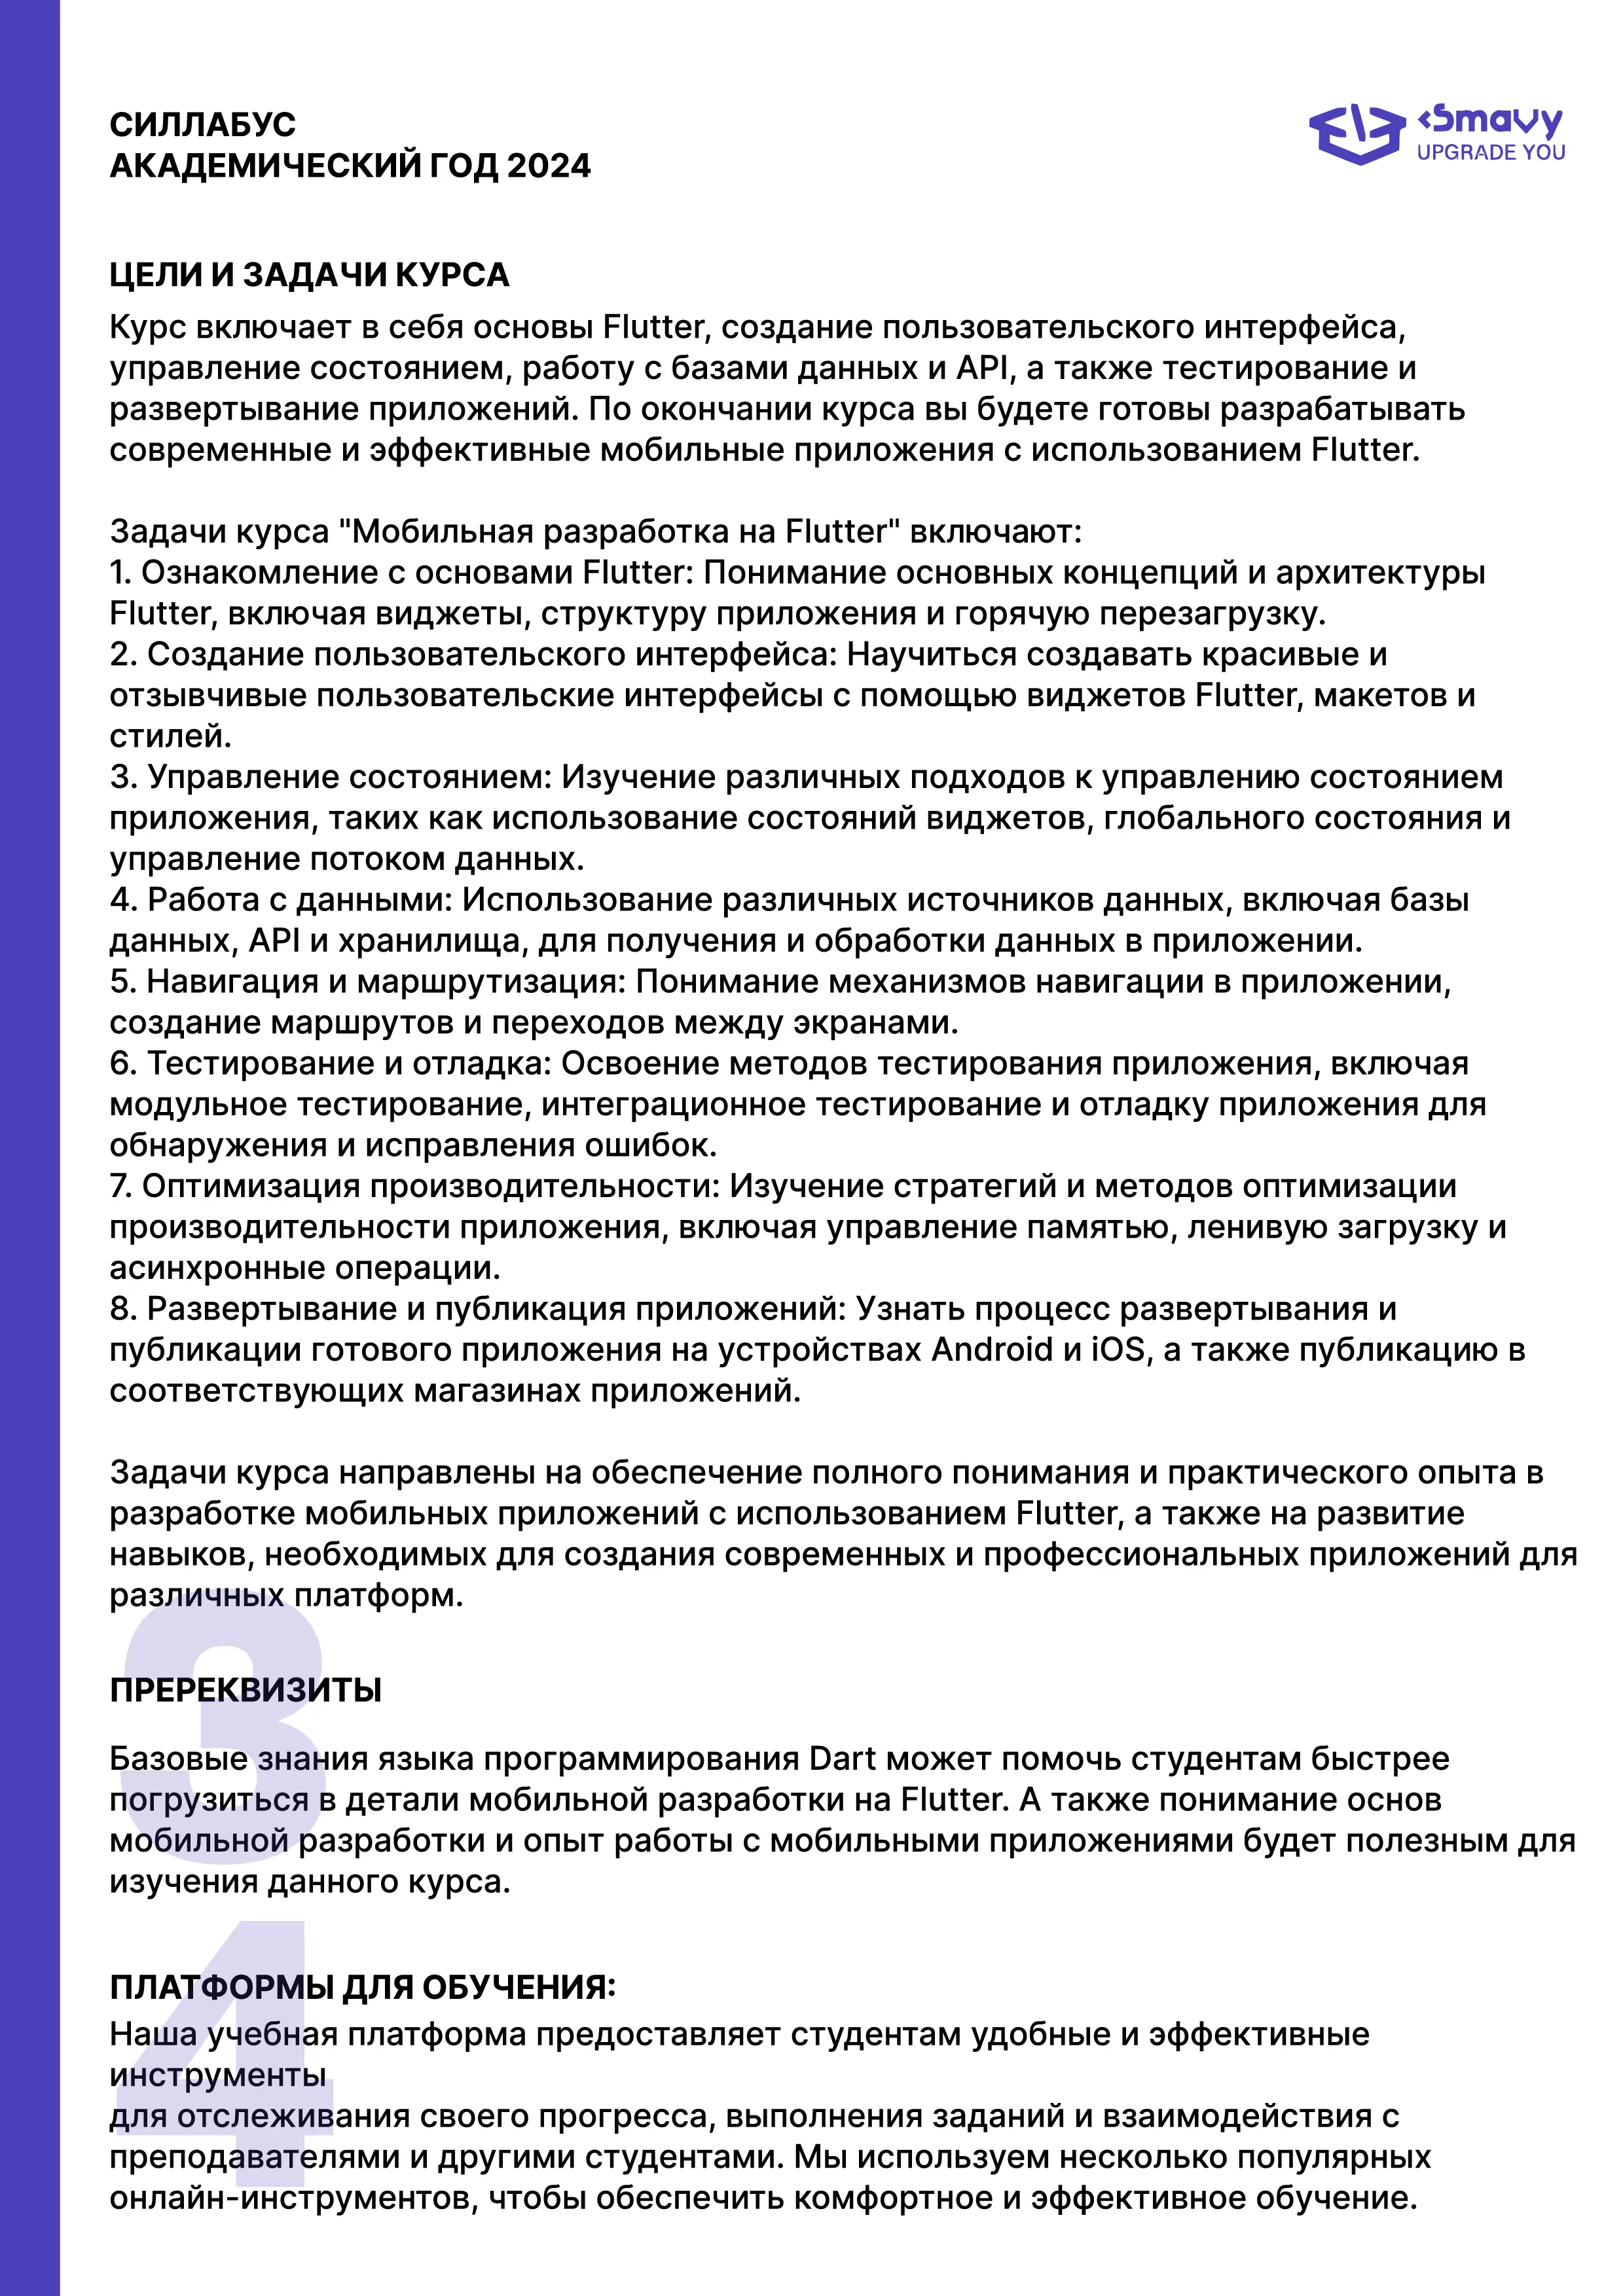 СИЛЛАБУС
АКАДЕМИЧЕСКИЙ ГОД 2024
Smavy
UPGRADE YOU
ЦЕЛИ И ЗАДАЧИ КУРСА
Курс включает в себя основы Flutter, создание пользовательского интерфейса,
управление состоянием, работу с базами данных и API, а также тестирование и
развертывание приложений. По окончании курса вы будете готовы разрабатывать
современные и эффективные мобильные приложения с использованием Flutter.
Задачи курса "Мобильная разработка на Flutter" включают:
1. Ознакомление с основами Flutter: Понимание основных концепций и архитектуры
Flutter, включая виджеты, структуру приложения и горячую перезагрузку.
2. Создание пользовательского интерфейса: Научиться создавать красивые и
отзывчивые пользовательские интерфейсы с помощью виджетов Flutter, макетов и
стилей.
3. Управление состоянием: Изучение различных подходов к управлению состоянием
приложения, таких как использование состояний виджетов, глобального состояния и
управление потоком данных.
4. Работа с данными: Использование различных источников данных, включая базы
данных, API и хранилища, для получения и обработки данных в приложении.
5. Навигация и маршрутизация: Понимание механизмов навигации в приложении,
создание маршрутов и переходов между экранами.
6. Тестирование и отладка: Освоение методов тестирования приложения, включая
модульное тестирование, интеграционное тестирование и отладку приложения для
обнаружения и исправления ошибок.
7. Оптимизация производительности: Изучение стратегий и методов оптимизации
производительности приложения, включая управление памятью, ленивую загрузку и
асинхронные операции.
8. Развертывание и публикация приложений: Узнать процесс развертывания и
публикации готового приложения на устройствах Android и iOS, а также публикацию в
соответствующих магазинах приложений.
Задачи курса направлены на обеспечение полного понимания и практического опыта в
разработке мобильных приложений с использованием Flutter, а также на развитие
навыков, необходимых для создания современных и профессиональных приложений для
различных платформ.
3
ПРЕРЕКВИЗИТЫ
Базовые знания языка программирования Dart может помочь студентам быстрее
погрузиться в детали мобильной разработки на Flutter. А также понимание основ
мобильной разработки и опыт работы с мобильными приложениями будет полезным для
изучения данного курса.
4
ПЛАТФОРМЫ ДЛЯ ОБУЧЕНИЯ:
Наша учебная платформа предоставляет студентам удобные и эффективные
инструменты
для отслеживания своего прогресса, выполнения заданий и взаимодействия с
преподавателями и другими студентами. Мы используем несколько популярных
онлайн-инструментов, чтобы обеспечить комфортное и эффективное обучение.